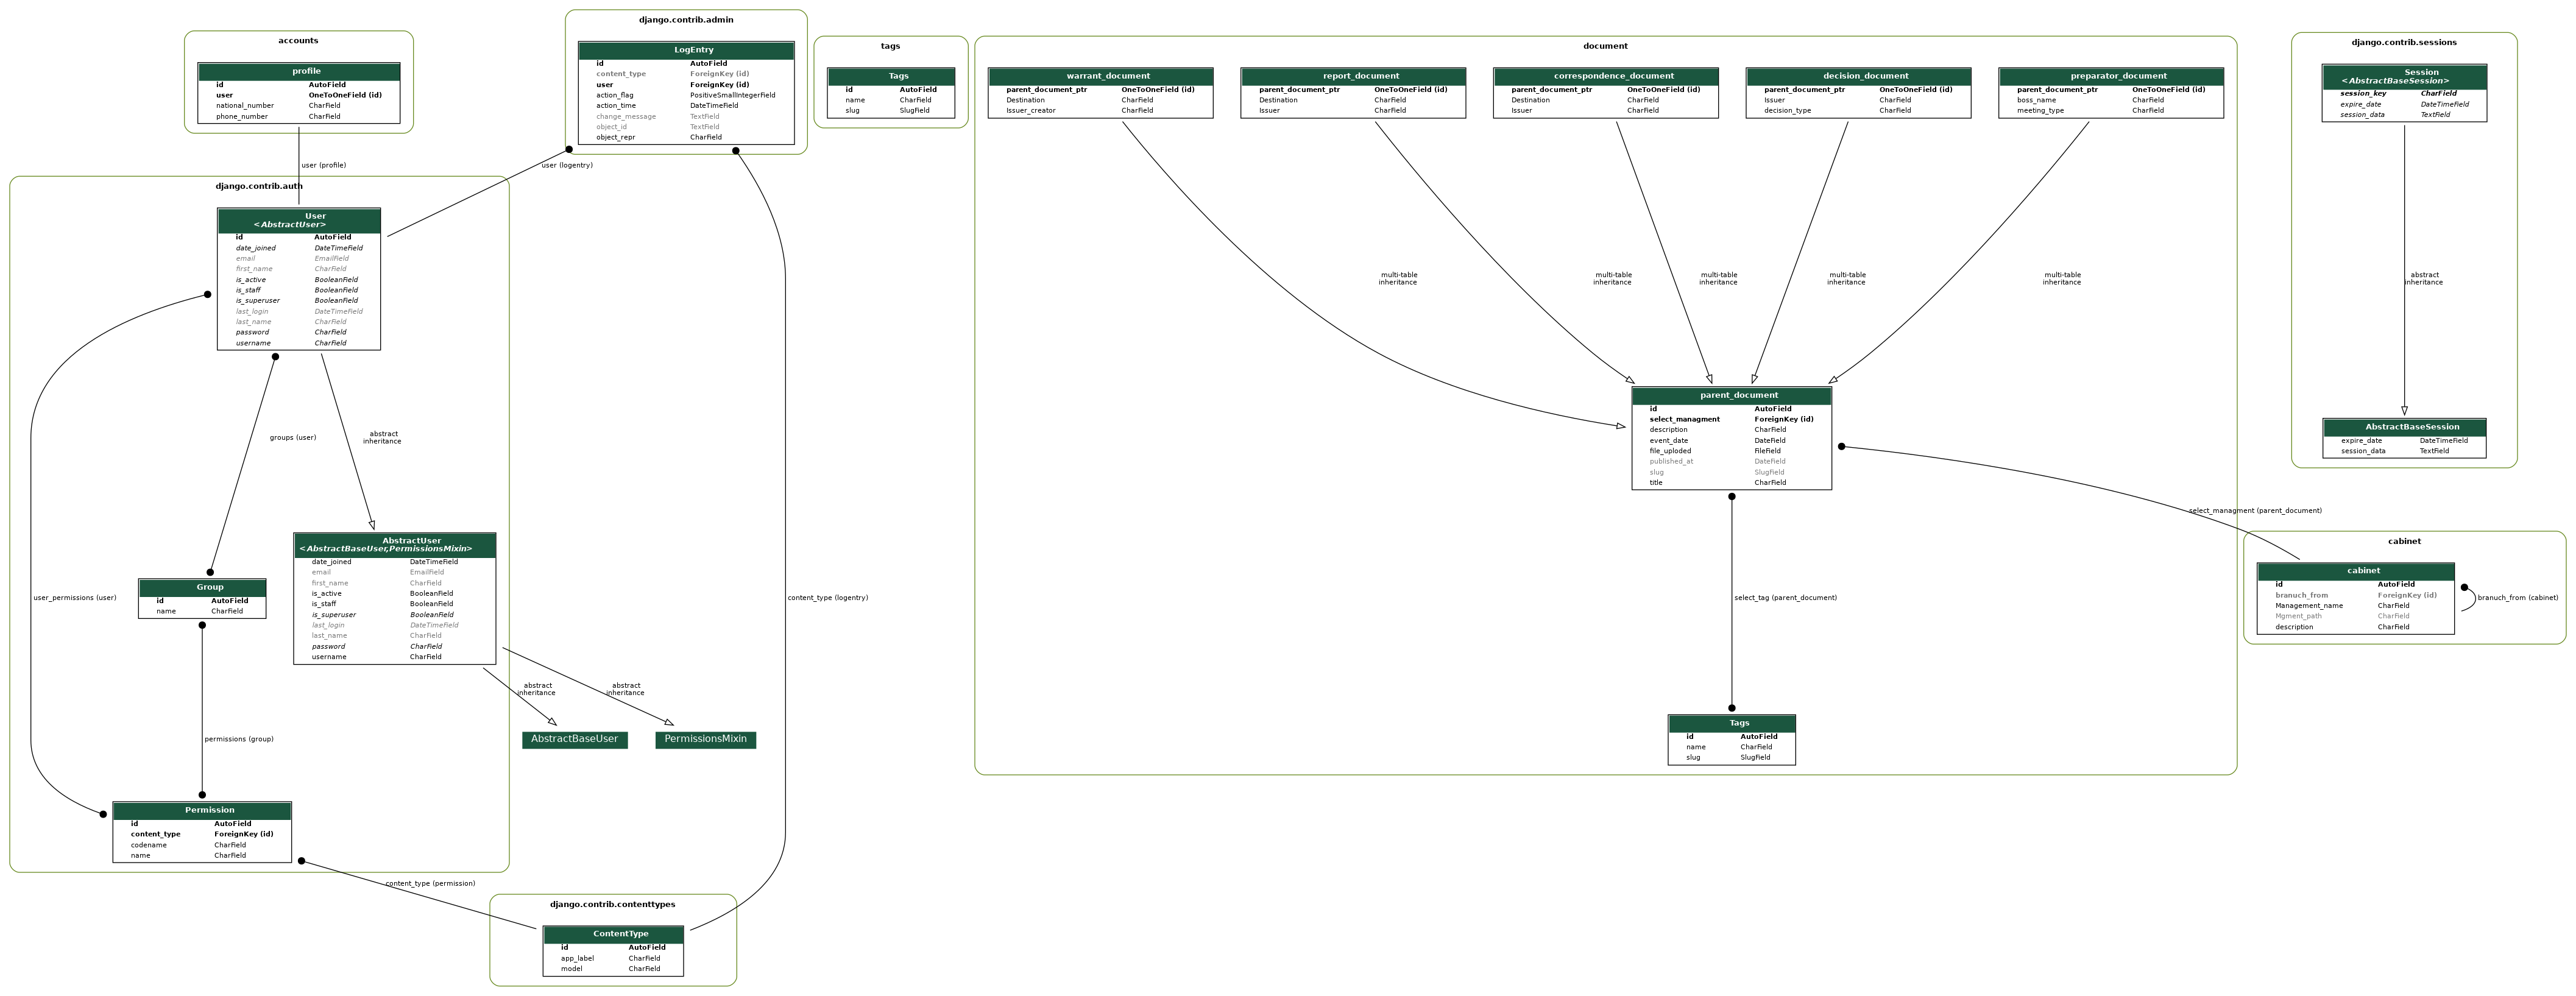 accounts
profile
id AutoField
user OneToOneField (id)
national_number CharField
phone_number CharField
django.contrib.admin
LogEntry
id AutoField
content_type ForeignKey (id)
user ForeignKey (id)
action_flag PositiveSmallIntegerField
action_time DateTimeField
change_message TextField
object_id TextField
object_repr CharField
tags
Tags
id AutoField
name CharField
slug SlugField
document
warrant_document
parent_document_ptr OneToOneField (id)
Destination CharField
Issuer_creator CharField
report_document
parent_document_ptr OneToOneField (id)
Destination CharField
Issuer CharField
correspondence_document
parent_document_ptr OneToOneField (id)
Destination CharField
Issuer CharField
decision_document
parent_document_ptr OneToOneField (id)
Issuer CharField
decision_type CharField
preparator_document
parent_document_ptr OneToOneField (id)
boss_name CharField
meeting_type CharField
django.contrib.sessions
Session
<AbstractBaseSession>
session_key CharField
expire_date DateTimeField
session_data TextField
user (profile)
user (logentry)
django.contrib.auth
User
<AbstractUser>
id AutoField
date_joined DateTimeField
email EmailField
first_name CharField
is_active BooleanField
is_staff BooleanField
is_superuser BooleanField
last_login DateTimeField
last_name CharField
password CharField
username CharField
multi-table
inheritance
multi-table
inheritance
multi-table
inheritance
multi-table
inheritance
multi-table
inheritance
abstract
inheritance
parent_document
id AutoField
select_managment ForeignKey (id)
description CharField
event_date DateField
file_uploded FileField
published_at DateField
slug SlugField
title CharField
AbstractBaseSession
expire_date DateTimeField
session_data TextField
groups (user)
abstract
inheritance
select_managment (parent_document)
AbstractUser
<AbstractBaseUser,PermissionsMixin>
date_joined DateTimeField
email EmailField
first_name CharField
is_active BooleanField
is_staff BooleanField
is_superuser BooleanField
last_login DateTimeField
last_name CharField
password CharField
username CharField
Group
id AutoField
name CharField
user_permissions (user)
content_type (logentry)
select_tag (parent_document)
cabinet
cabinet
id AutoField
branuch_from ForeignKey (id)
Management_name CharField
Mgment_path CharField
description CharField
branuch_from (cabinet)
abstract
inheritance
abstract
inheritance
AbstractBaseUser
PermissionsMixin
permissions (group)
Tags
id AutoField
name CharField
slug SlugField
Permission
id AutoField
content_type ForeignKey (id)
codename CharField
name CharField
content_type (permission)
django.contrib.contenttypes
ContentType
id AutoField
app_label CharField
model CharField